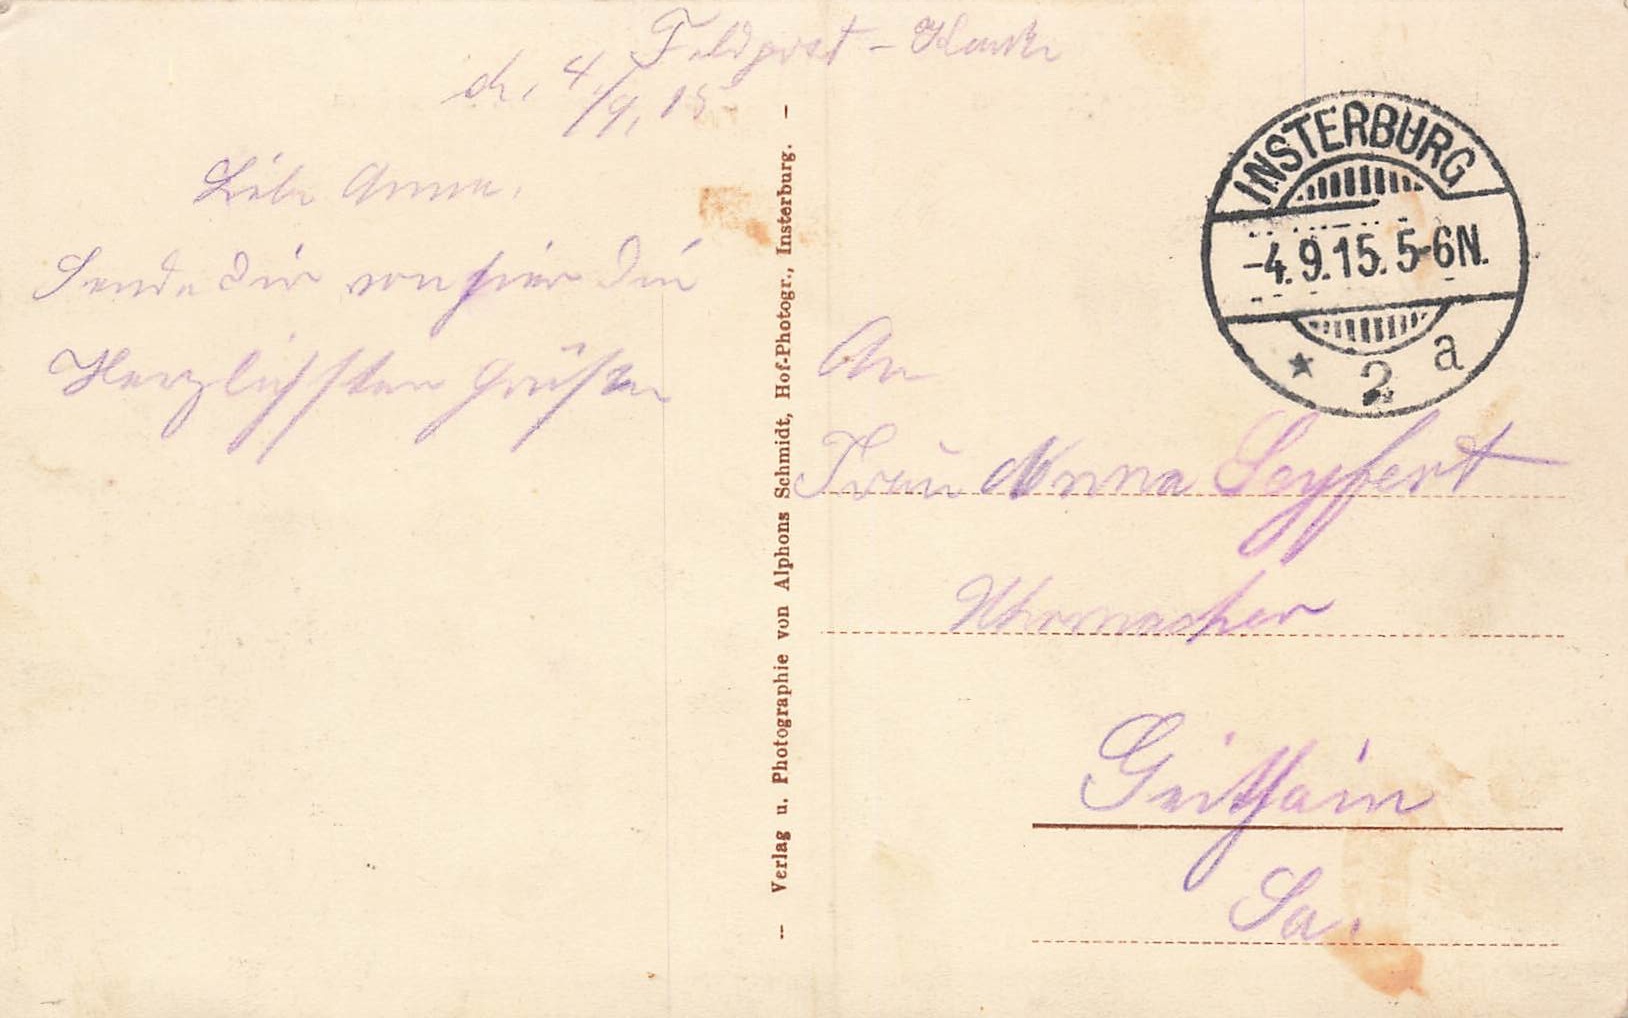 Feldpost-Karte
d. 4/9. 15
Liebe Anna.
Sende Dir von hier Die
Herzlichsten Grüße
-- Verlag u. Photographie von Alphons Schmidt, Hof-Photogr., Insterburg. --
INSTERBURG
-4.9.15. 5-6N.
* 2 a
An
Frau Anna Seyfert
Uhrmacher
Geithain
Sa.